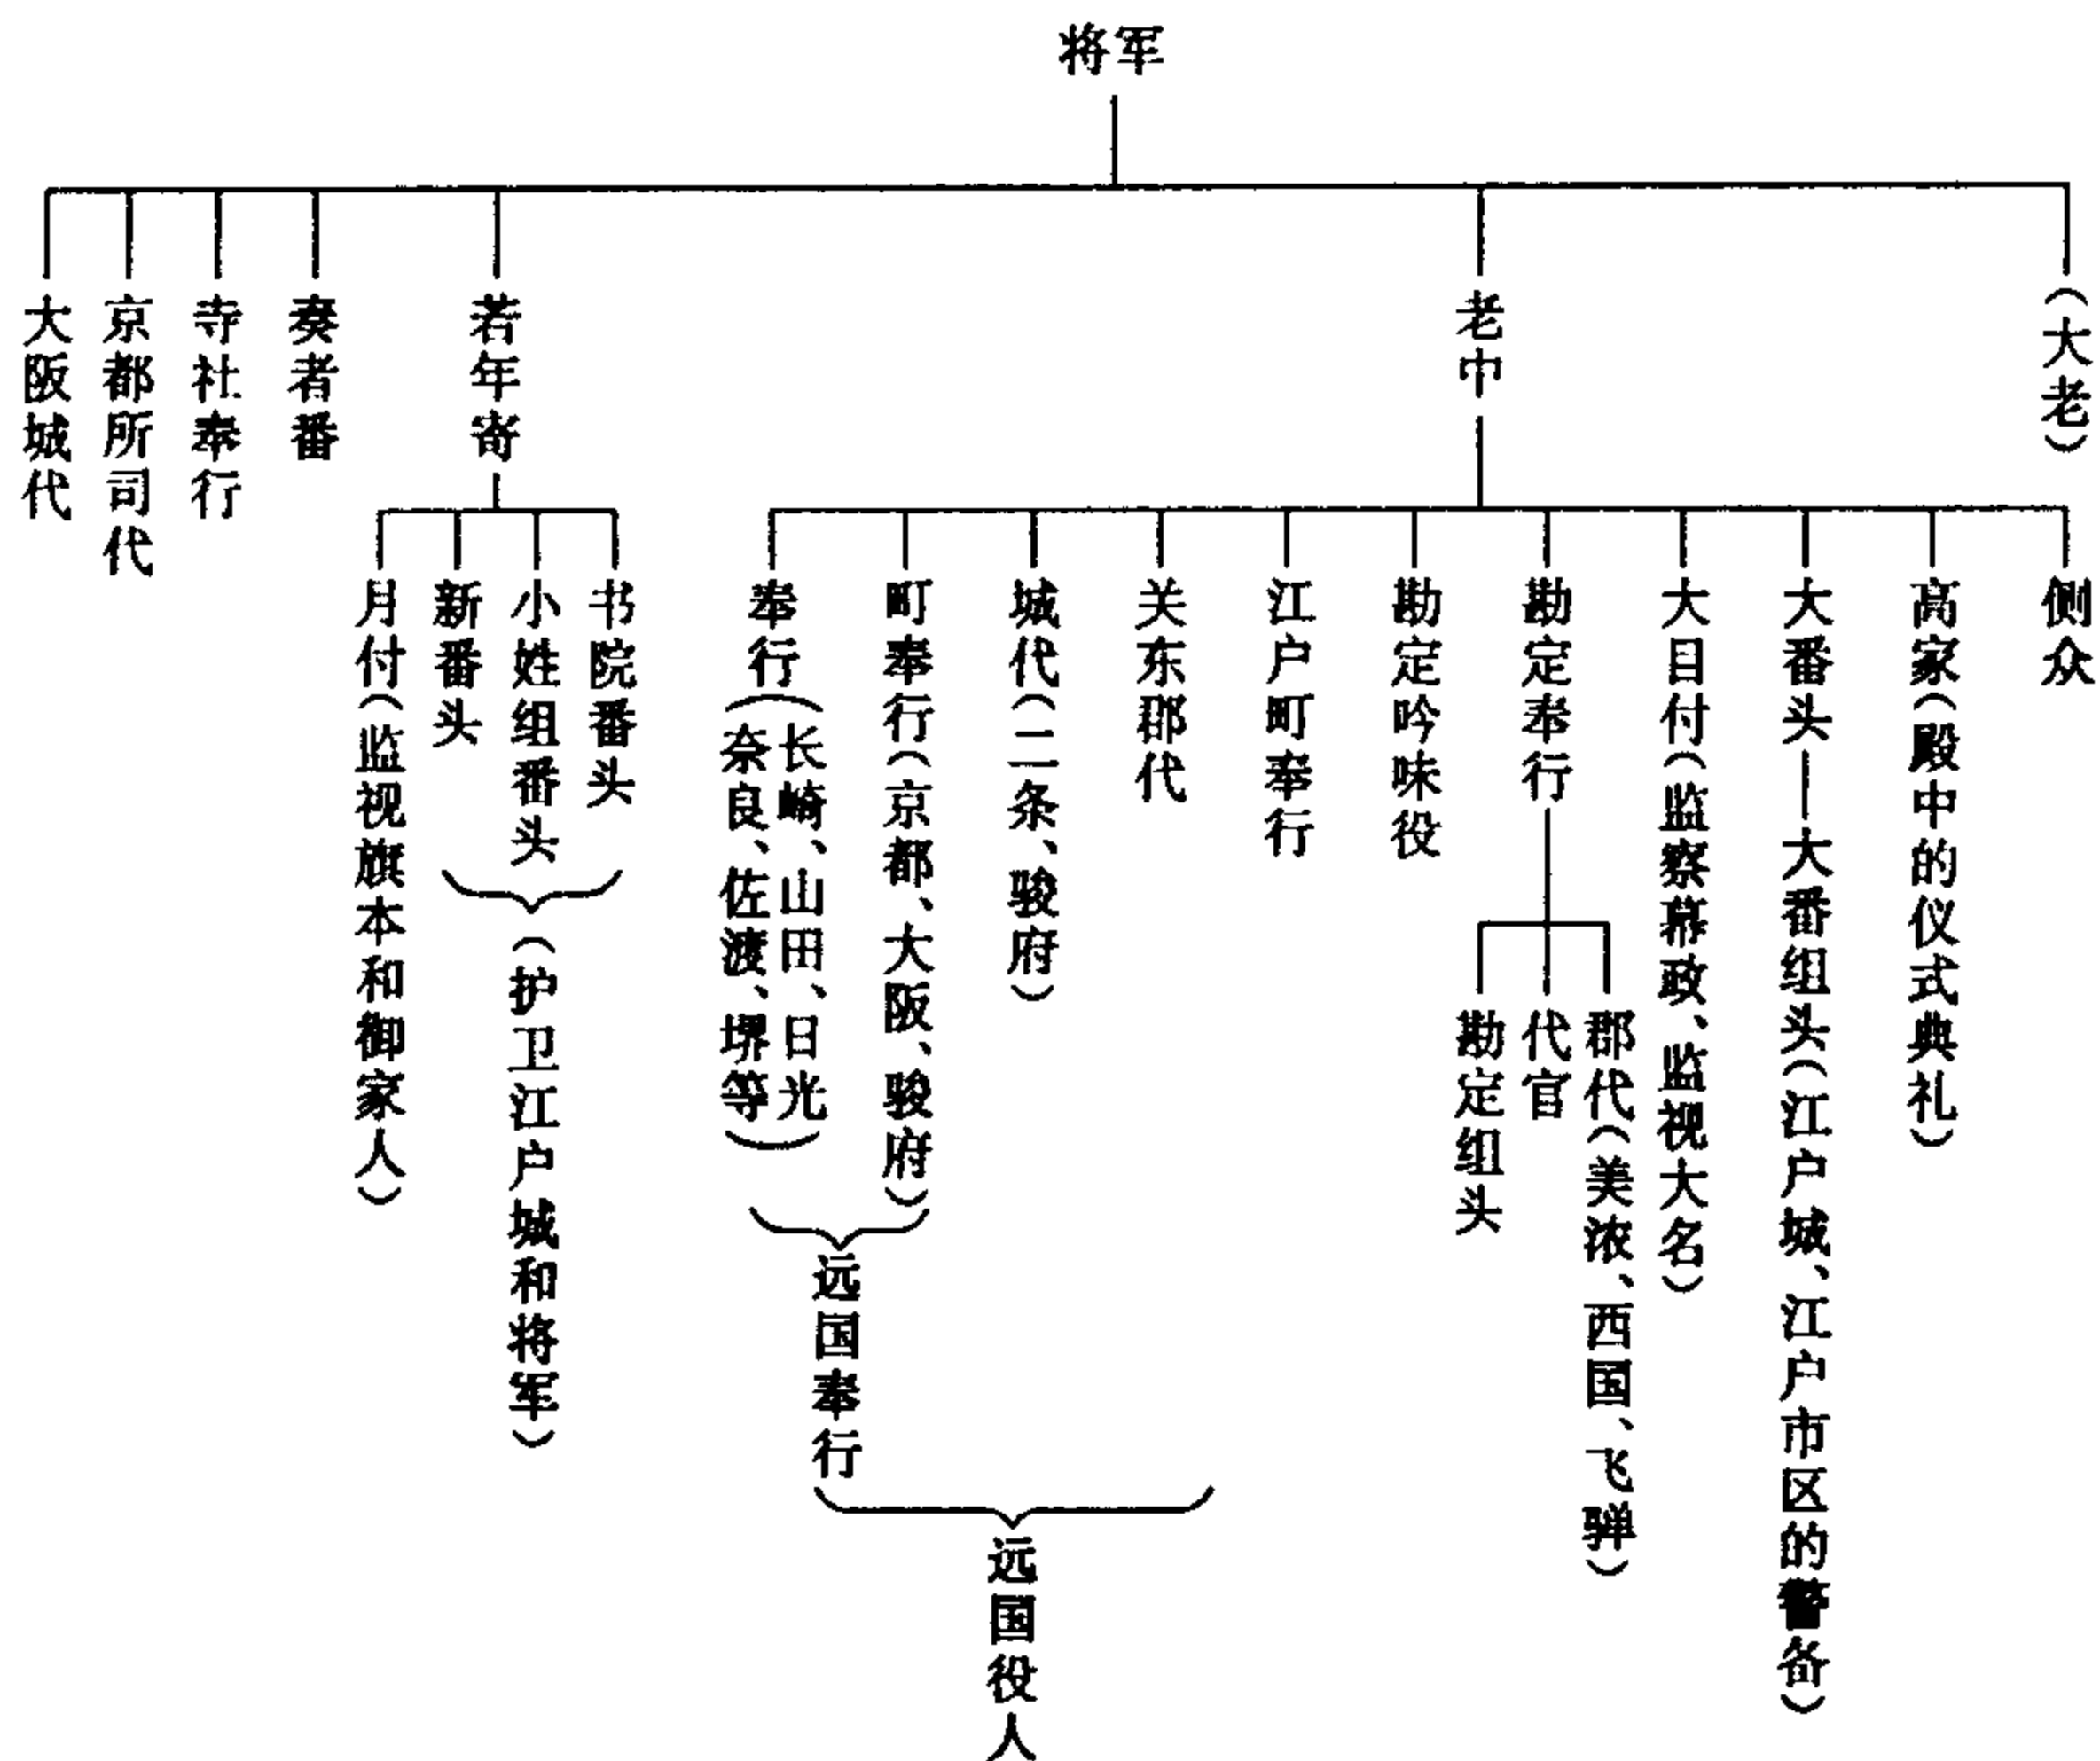 将军
(大老)
老中
若年寄
奏者番
寺社奉行
京都所司代
大阪城代
侧众
高家(殿中的仪式典礼)
大番头—大番组头(江户城、江户市区的警备)
大目付(监察幕政、监视大名)
勘定奉行
郡代(美浓、西国、飞騨)
代官
勘定组头
勘定吟味役
江户町奉行
关东郡代
城代(二条、骏府)
町奉行(京都、大阪、骏府)
奉行(长崎、山田、日光
奈良、佐渡、堺等)
远国奉行
远国役人
书院番头
小姓组番头
新番头
(护卫江户城和将军)
月付(监视旗本和御家人)